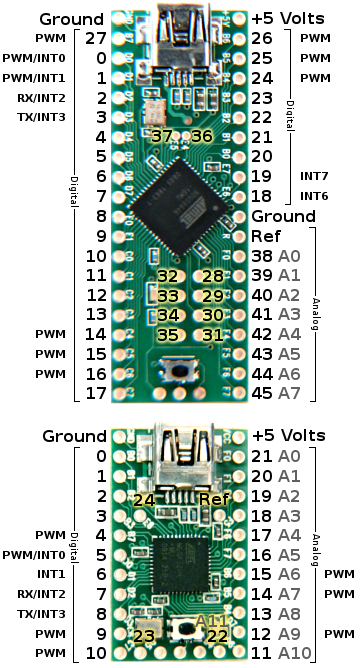 Ground +5 Volts
PWM 27 26 PWM
PWM/INT0 0 25 PWM
PWM/INT1 1 24 PWM
RX/INT2 2 23
TX/INT3 3 22
Digital
4 37 36 21
5 20
6 19 INT7
7 18 INT6
Digital
8 Ground
9 Ref
10 38 A0
11 32 28 39 A1
12 33 29 40 A2
13 34 30 41 A3
Analog
PWM 14 35 31 42 A4
PWM 15 43 A5
PWM 16 44 A6
17 45 A7
Ground +5 Volts
0 21 A0
1 20 A1
2 24 Ref 19 A2
3 18 A3
PWM 4 17 A4
Digital
Analog
PWM/INT0 5 16 A5
INT1 6 15 A6 PWM
RX/INT2 7 14 A7 PWM
TX/INT3 8 13 A8
A11
PWM 9 23 22 12 A9 PWM
PWM 10 11 A10